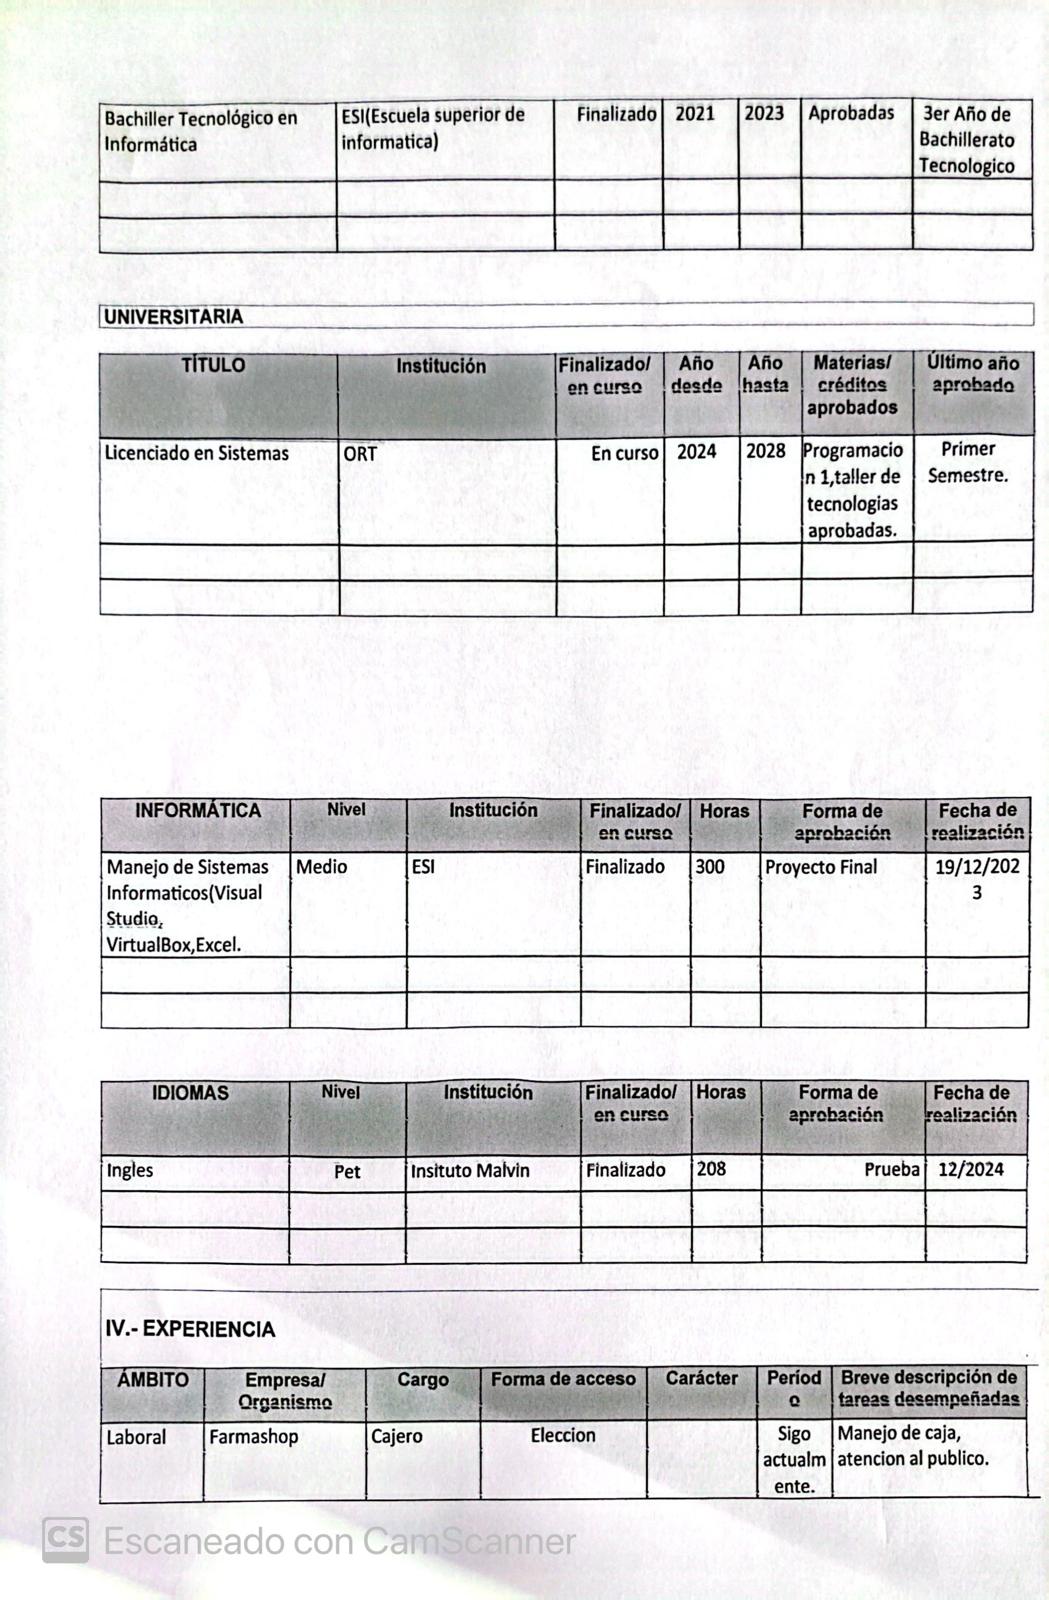 Bachiller Tecnológico en Informática ESI(Escuela superior de informatica) Finalizado 2021 2023 Aprobadas 3er Año de Bachillerato Tecnologico
UNIVERSITARIA
TÍTULO Institución Finalizado/ en curso Año desde Año hasta Materias/ créditos aprobados Último año aprobado
Licenciado en Sistemas ORT En curso 2024 2028 Programacio n 1,taller de tecnologias aprobadas. Primer Semestre.
INFORMÁTICA Nivel Institución Finalizado/ en curso Horas Forma de aprobación Fecha de realización
Manejo de Sistemas Informaticos(Visual Studio, VirtualBox,Excel. Medio ESI Finalizado 300 Proyecto Final 19/12/202 3
IDIOMAS Nivel Institución Finalizado/ en curso Horas Forma de aprobación Fecha de realización
Ingles Pet Insituto Malvin Finalizado 208 Prueba 12/2024
IV.- EXPERIENCIA
ÁMBITO Empresa/ Organismo Cargo Forma de acceso Carácter Períod o Breve descripción de tareas desempeñadas
Laboral Farmashop Cajero Eleccion Sigo actualm ente. Manejo de caja, atencion al publico.
CS Escaneado con CamScanner